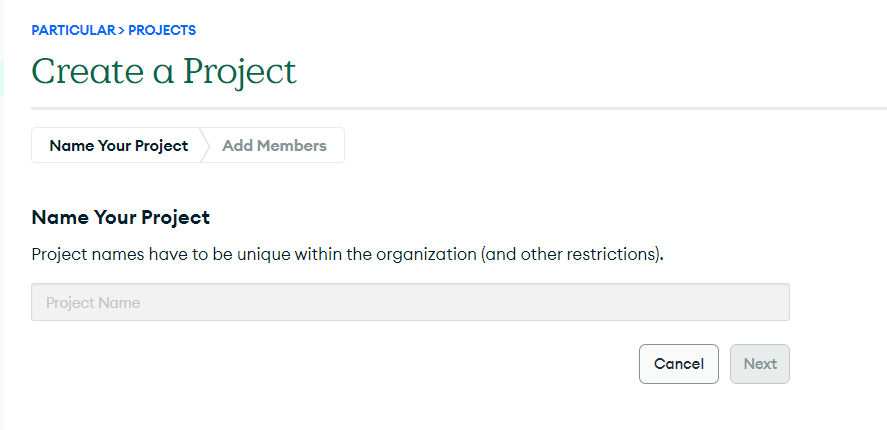 PARTICULAR > PROJECTS
Create a Project
Name Your Project
Add Members
Name Your Project
Project names have to be unique within the organization (and other restrictions).
Project Name
Cancel
Next